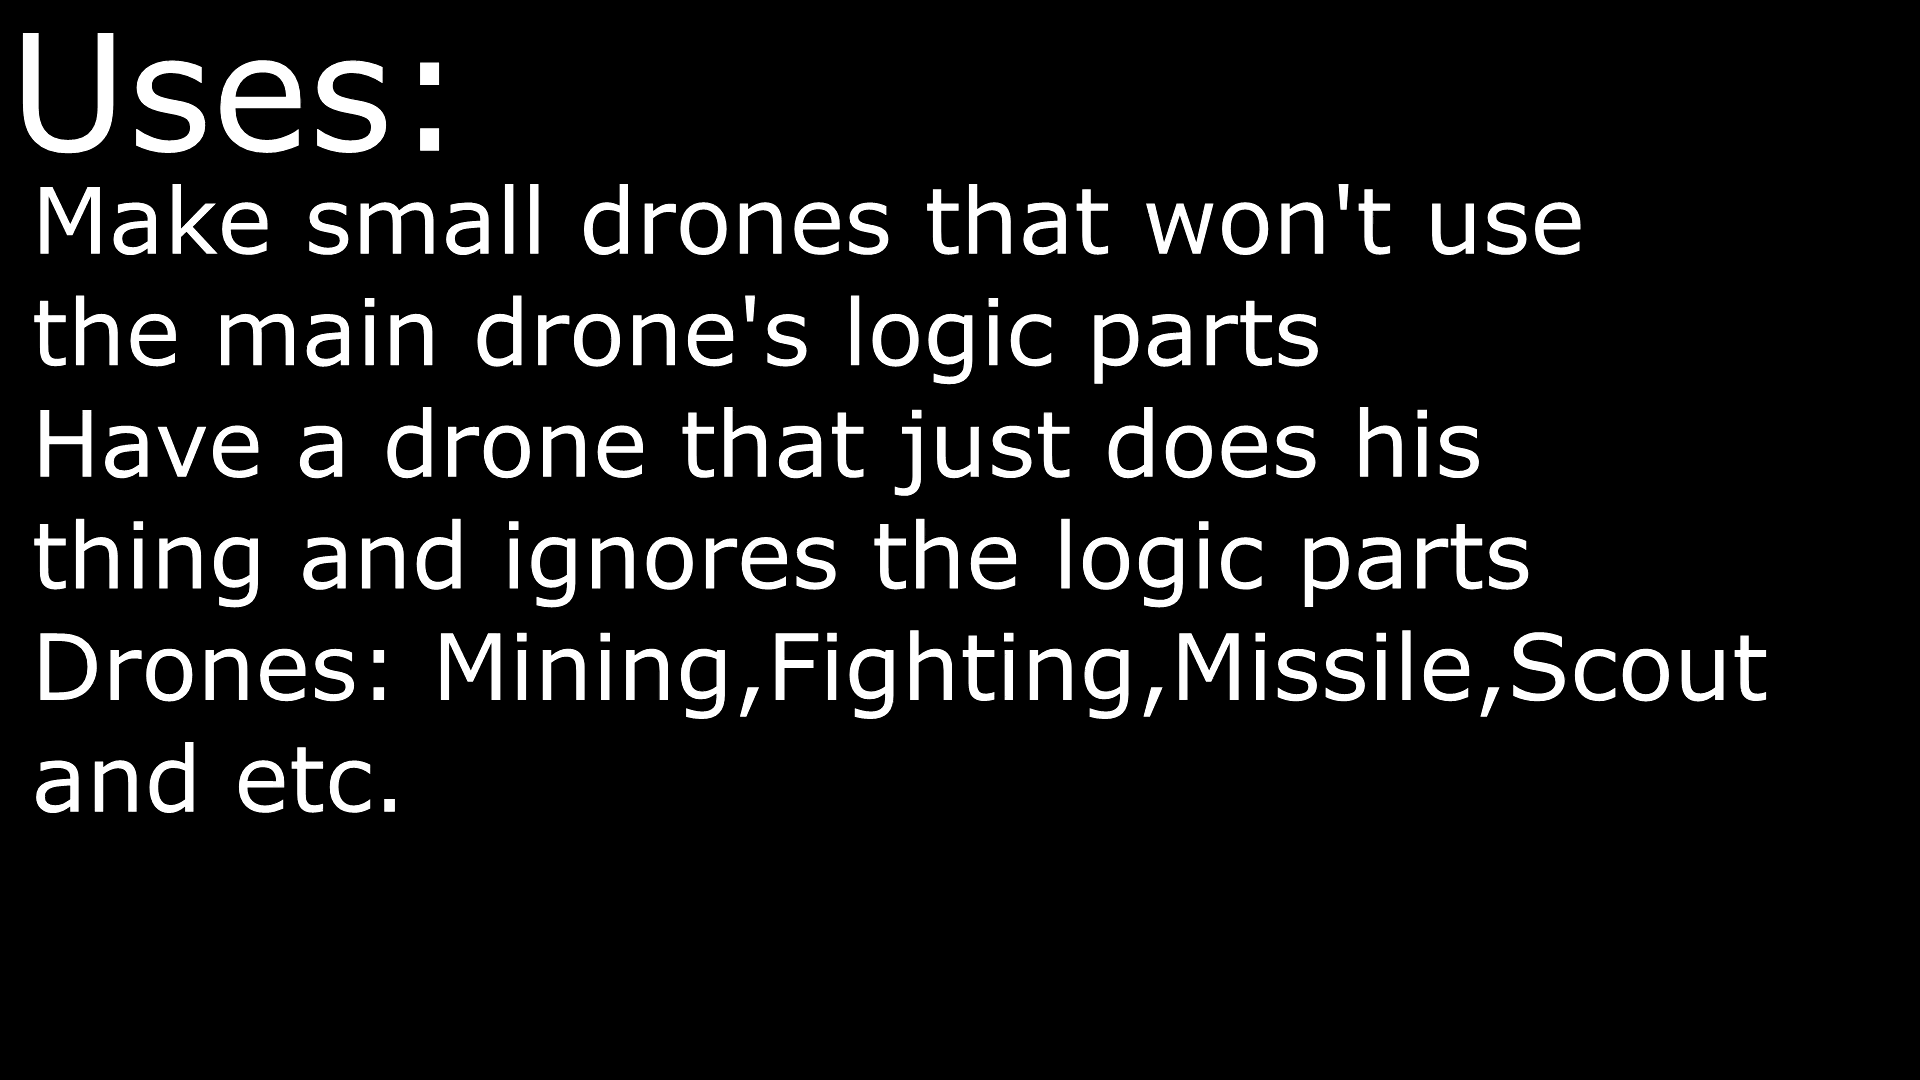 Uses:
Make small drones that won't use
the main drone's logic parts
Have a drone that just does his
thing and ignores the logic parts
Drones: Mining,Fighting,Missile,Scout
and etc.